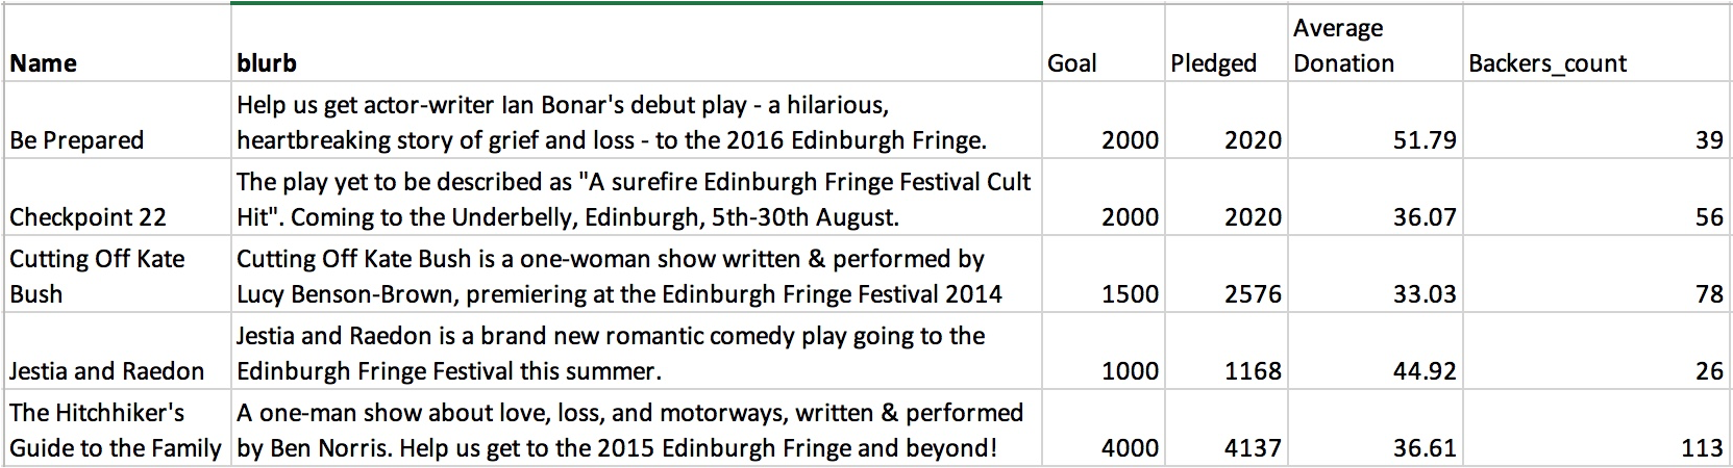 Name blurb Goal Pledged Average Donation Backers_count
Be Prepared Help us get actor-writer Ian Bonar's debut play - a hilarious,
heartbreaking story of grief and loss - to the 2016 Edinburgh Fringe. 2000 2020 51.79 39
Checkpoint 22 The play yet to be described as "A surefire Edinburgh Fringe Festival Cult
Hit". Coming to the Underbelly, Edinburgh, 5th-30th August. 2000 2020 36.07 56
Cutting Off Kate
Bush
Cutting Off Kate Bush is a one-woman show written & performed by
Lucy Benson-Brown, premiering at the Edinburgh Fringe Festival 2014 1500 2576 33.03 78
Jestia and Raedon Jestia and Raedon is a brand new romantic comedy play going to the
Edinburgh Fringe Festival this summer. 1000 1168 44.92 26
The Hitchhiker's
Guide to the Family
A one-man show about love, loss, and motorways, written & performed
by Ben Norris. Help us get to the 2015 Edinburgh Fringe and beyond! 4000 4137 36.61 113